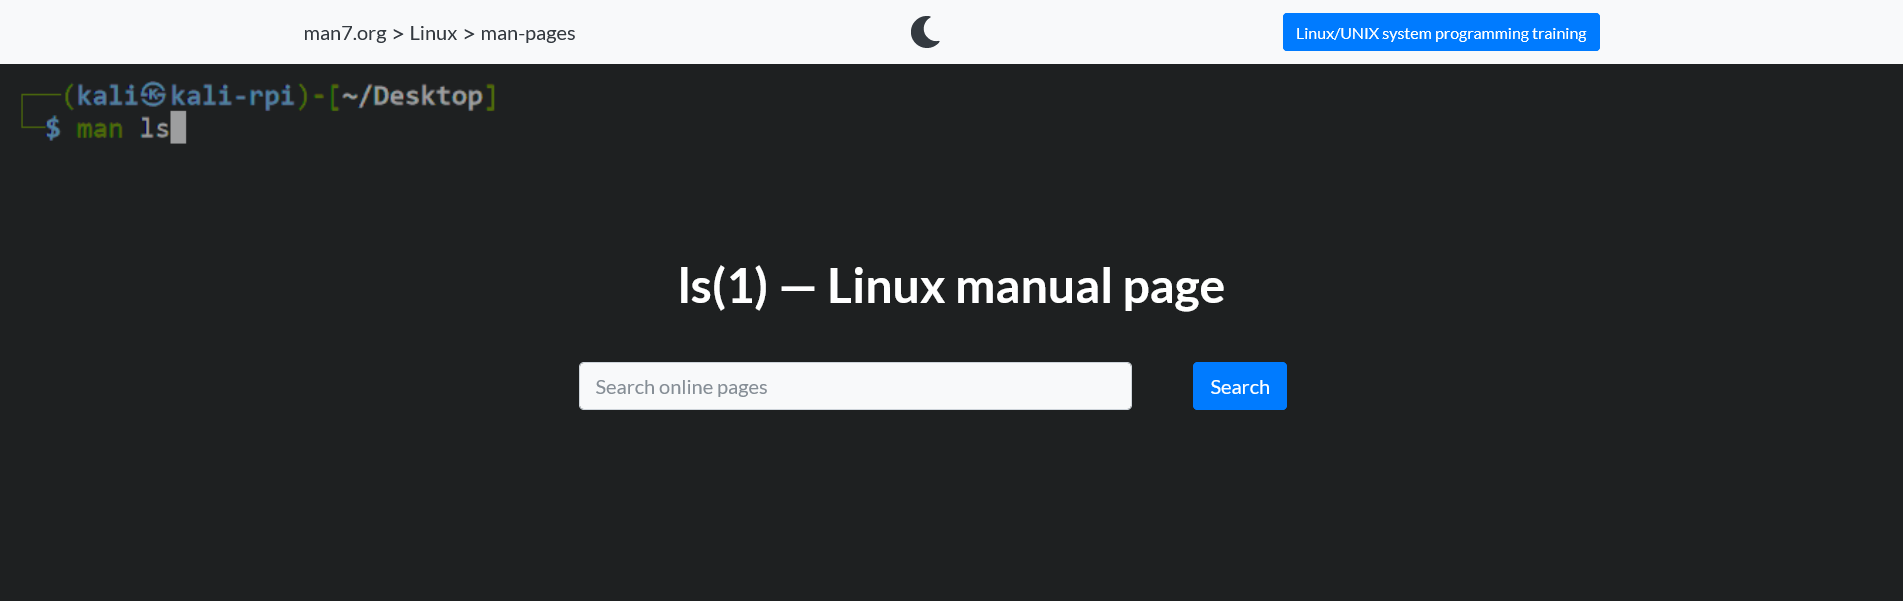 man7.org > Linux > man-pages
Linux/UNIX system programming training
┌──(kali㉿kali-rpi)-[~/Desktop]
└─$ man ls
ls(1) — Linux manual page
Search online pages
Search